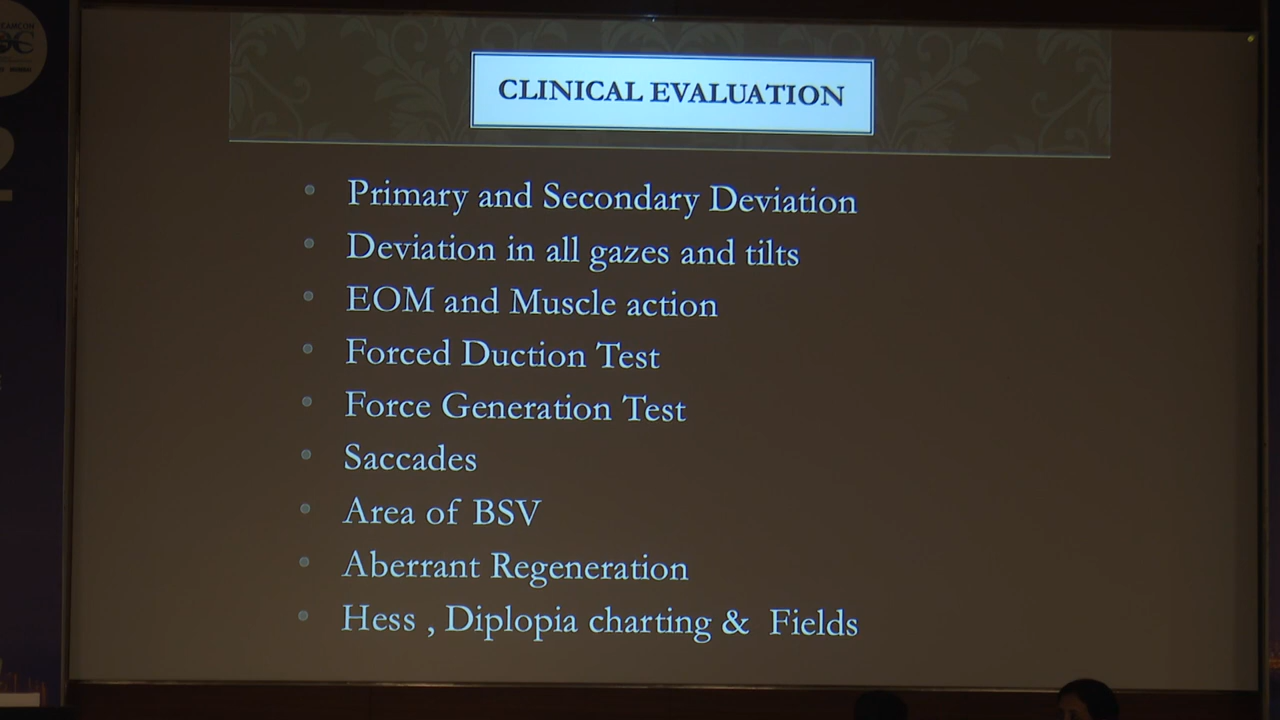 CLINICAL EVALUATION
Primary and Secondary Deviation
Deviation in all gazes and tilts
EOM and Muscle action
Forced Duction Test
Force Generation Test
Saccades
Area of BSV
Aberrant Regeneration
Hess , Diplopia charting & Fields